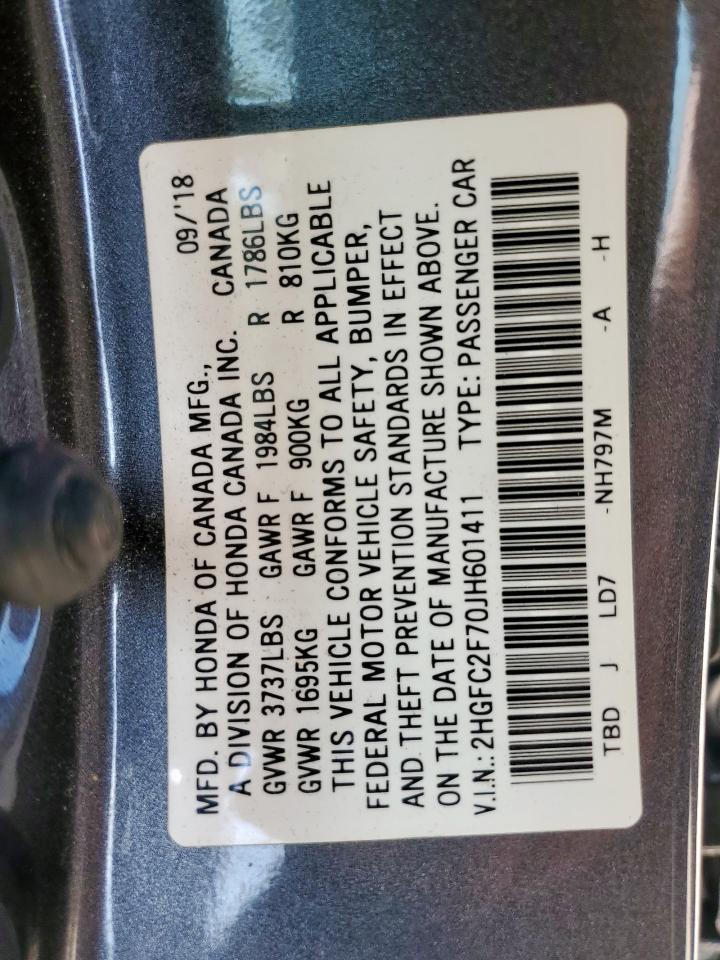 MFD. BY HONDA OF CANADA MFG., 09/'18
A DIVISION OF HONDA CANADA INC. CANADA
GVWR 3737LBS GAWR F 1984LBS R 1786LBS
GVWR 1695KG GAWR F 900KG R 810KG
THIS VEHICLE CONFORMS TO ALL APPLICABLE
FEDERAL MOTOR VEHICLE SAFETY, BUMPER,
AND THEFT PREVENTION STANDARDS IN EFFECT
ON THE DATE OF MANUFACTURE SHOWN ABOVE.
V.I.N.: 2HGFC2F70JH601411 TYPE: PASSENGER CAR
TBD J LD7 -NH797M -A -H